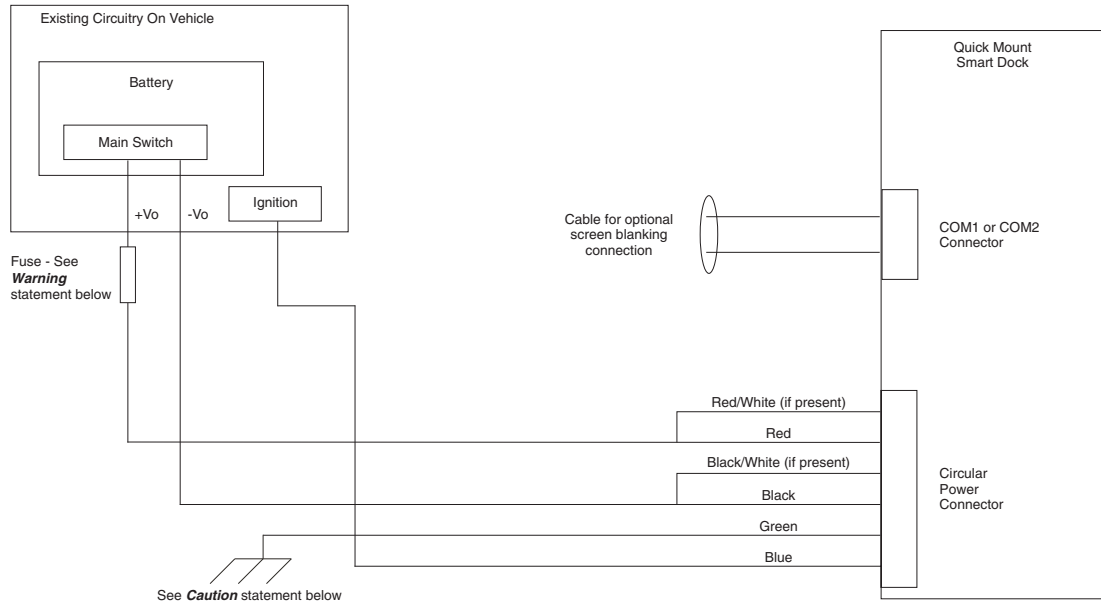 Existing Circuitry On Vehicle
Battery
Main Switch
+Vo
-Vo
Ignition
Fuse - See
Warning
statement below
Quick Mount
Smart Dock
Cable for optional
screen blanking
connection
COM1 or COM2
Connector
Red/White (if present)
Red
Black/White (if present)
Black
Green
Blue
Circular
Power
Connector
See Caution statement below